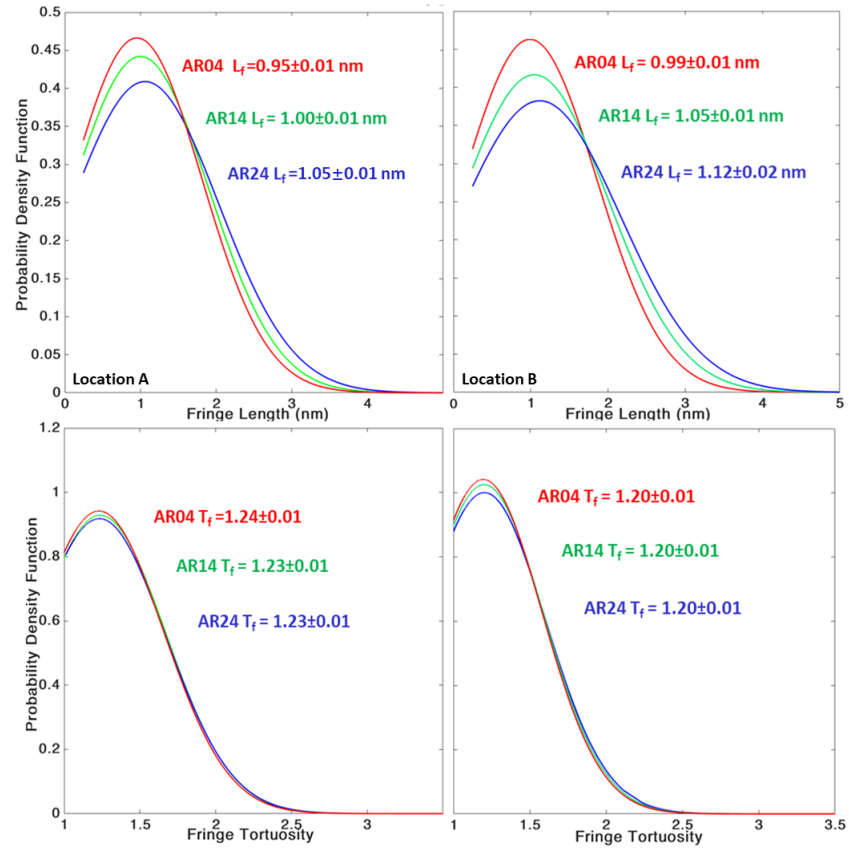 0.5
0.45
0.4
0.35
0.3
0.25
0.2
0.15
0.1
0.05
0
Probability Density Function
AR04 Lf =0.95±0.01 nm
AR14 Lf = 1.00±0.01 nm
AR24 Lf =1.05±0.01 nm
Location A
0 1 2 3 4
Fringe Length (nm)
AR04 Lf = 0.99±0.01 nm
AR14 Lf = 1.05±0.01 nm
AR24 Lf = 1.12±0.02 nm
Location B
0 1 2 3 4 5
Fringe Length (nm)
1.2
1
0.8
0.6
0.4
0.2
0
Probability Density Function
AR04 Tf =1.24±0.01
AR14 Tf = 1.23±0.01
AR24 Tf = 1.23±0.01
1 1.5 2 2.5 3
Fringe Tortuosity
AR04 Tf = 1.20±0.01
AR14 Tf = 1.20±0.01
AR24 Tf = 1.20±0.01
1 1.5 2 2.5 3 3.5
Fringe Tortuosity